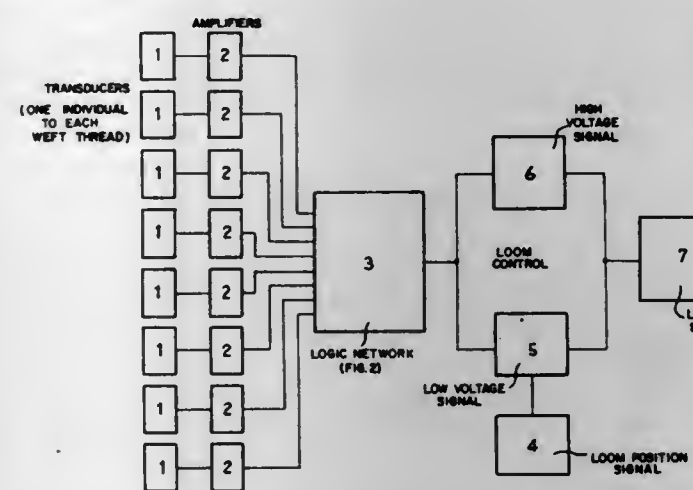 AMPLIFIERS
1 2
TRANSDUCERS
(ONE INDIVIDUAL
TO EACH
WEFT THREAD)
1 2
1 2
1 2
1 2
1 2
1 2
1 2
3
LOGIC NETWORK
(FIG.2)
HIGH
VOLTAGE
SIGNAL
6
LOOM
CONTROL
5
LOW VOLTAGE
SIGNAL
4
LOOM POSITION
SIGNAL
7